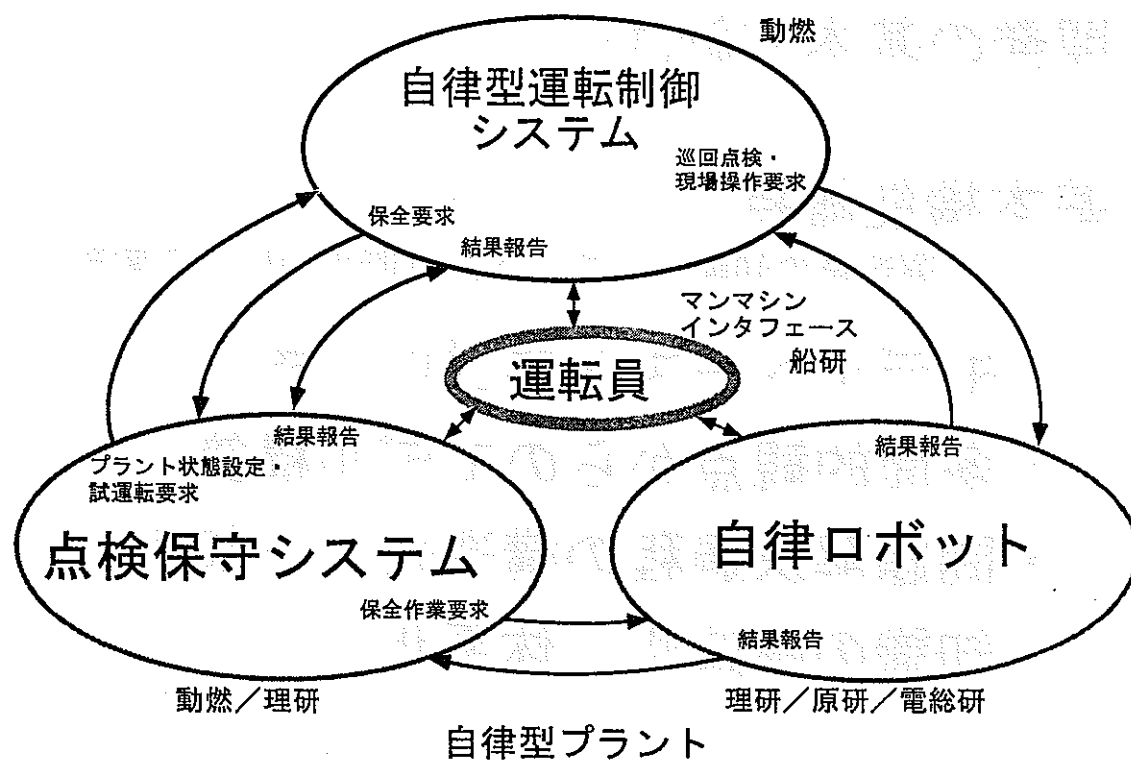 動燃
自律型運転制御
システム
巡回点検・
現場操作要求
保全要求
結果報告
マンマシン
インタフェース
船研
運転員
結果報告
プラント状態設定・
試運転要求
点検保守システム
保全作業要求
結果報告
自律ロボット
結果報告
動燃／理研
理研／原研／電総研
自律型プラント